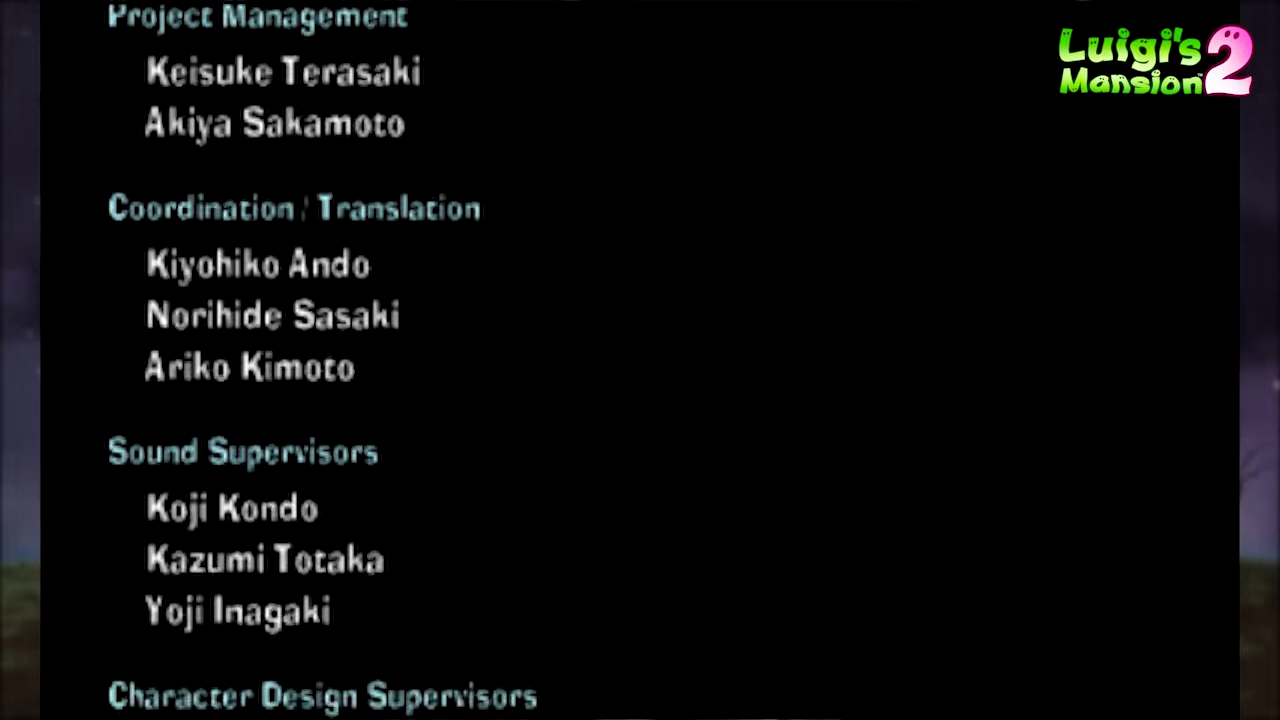 Project Management
Keisuke Terasaki
Akiya Sakamoto
Coordination / Translation
Kiyohiko Ando
Norihide Sasaki
Ariko Kimoto
Sound Supervisors
Koji Kondo
Kazumi Totaka
Yoji Inagaki
Character Design Supervisors
Luigi's
Mansion 2